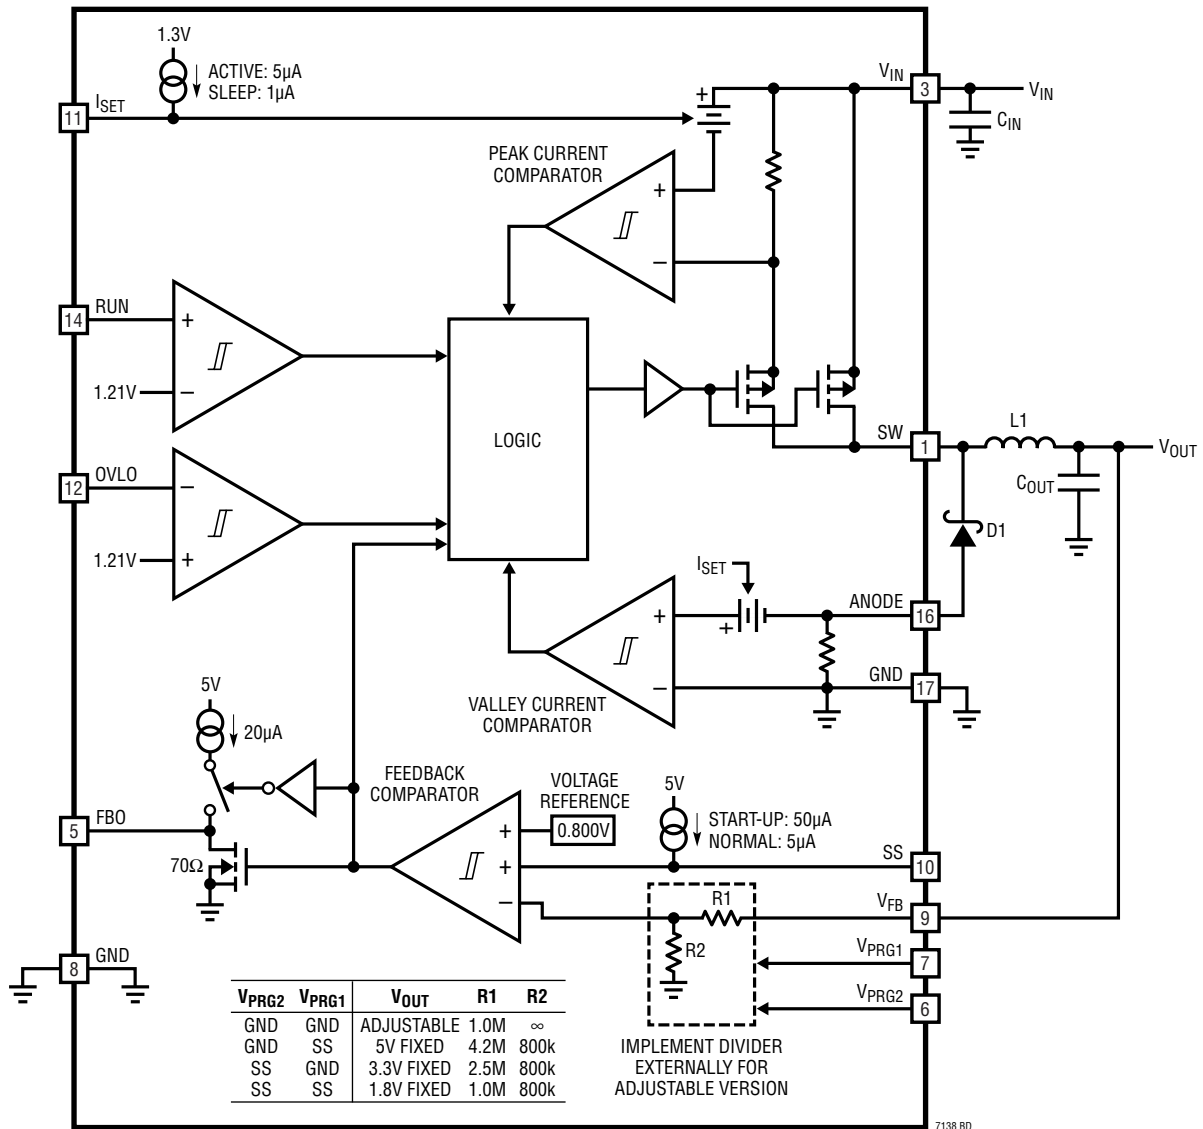 1.3V
ACTIVE: 5µA
SLEEP: 1µA
ISET
11
VIN
3
VIN
CIN
+
PEAK CURRENT
COMPARATOR
+
−
RUN
14
+
1.21V
−
LOGIC
OVLO
12
−
1.21V
+
SW
1
L1
VOUT
COUT
D1
ISET
+
+
−
ANODE
16
GND
17
VALLEY CURRENT
COMPARATOR
5V
20µA
FBO
5
70Ω
FEEDBACK
COMPARATOR
VOLTAGE
REFERENCE
0.800V
+
+
−
5V
START-UP: 50µA
NORMAL: 5µA
SS
10
R1
R2
VFB
9
VPRG1
7
VPRG2
6
GND
8
VPRG2 VPRG1 VOUT R1 R2
GND GND ADJUSTABLE 1.0M ∞
GND SS 5V FIXED 4.2M 800k
SS GND 3.3V FIXED 2.5M 800k
SS SS 1.8V FIXED 1.0M 800k
IMPLEMENT DIVIDER
EXTERNALLY FOR
ADJUSTABLE VERSION
7138 BD